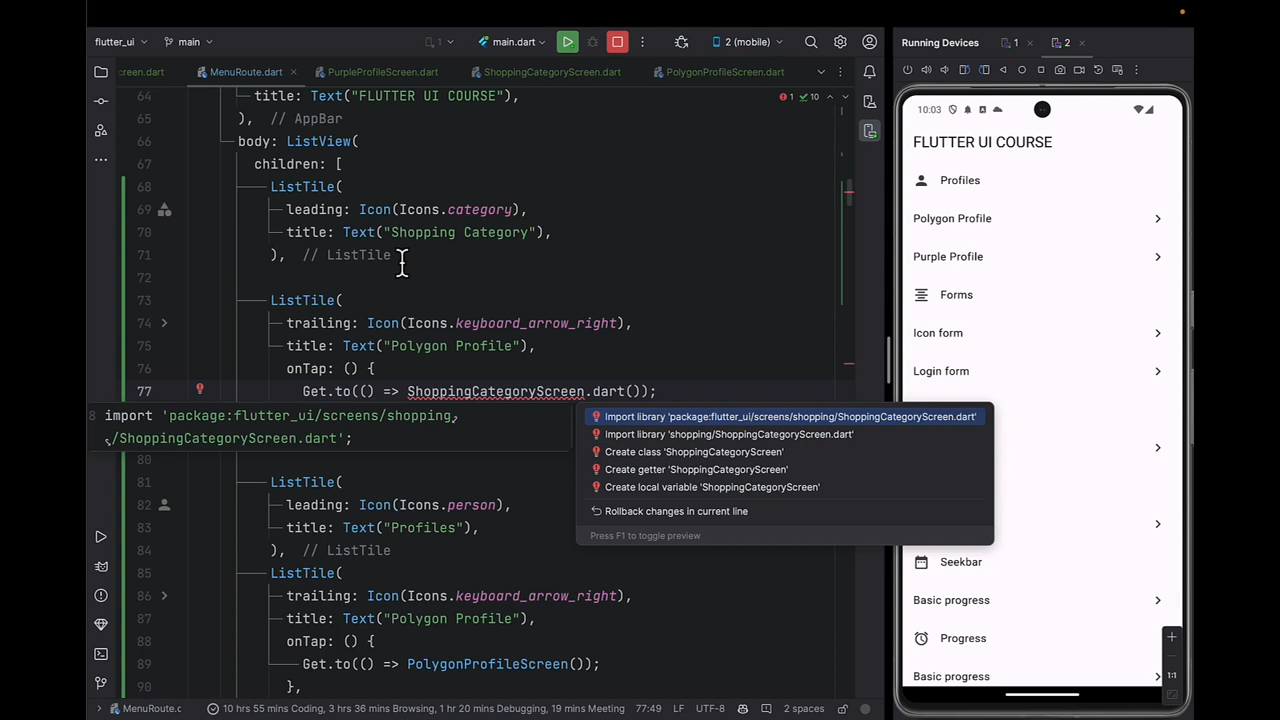 flutter_ui
main
1
main.dart
2 (mobile)
Running Devices
1
2
creen.dart
MenuRoute.dart
PurpleProfileScreen.dart
ShoppingCategoryScreen.dart
PolygonProfileScreen.dart
64 title: Text("FLUTTER UI COURSE"),
1 10
65 ), // AppBar
66 body: ListView(
67 children: [
68 ListTile(
69 leading: Icon(Icons.category),
70 title: Text("Shopping Category"),
71 ), // ListTile
72
73 ListTile(
74 trailing: Icon(Icons.keyboard_arrow_right),
75 title: Text("Polygon Profile"),
76 onTap: () {
77 Get.to(() => ShoppingCategoryScreen.dart());
8 import 'package:flutter_ui/screens/shopping
/ShoppingCategoryScreen.dart';
Import library 'package:flutter_ui/screens/shopping/ShoppingCategoryScreen.dart'
Import library 'shopping/ShoppingCategoryScreen.dart'
Create class 'ShoppingCategoryScreen'
Create getter 'ShoppingCategoryScreen'
Create local variable 'ShoppingCategoryScreen'
Rollback changes in current line
Press F1 to toggle preview
80
81 ListTile(
82 leading: Icon(Icons.person),
83 title: Text("Profiles"),
84 ), // ListTile
85 ListTile(
86 trailing: Icon(Icons.keyboard_arrow_right),
87 title: Text("Polygon Profile"),
88 onTap: () {
89 Get.to(() => PolygonProfileScreen());
90 },
MenuRoute.c
10 hrs 55 mins Coding, 3 hrs 36 mins Browsing, 1 hr 20 mins Debugging, 19 mins Meeting
77:49
LF
UTF-8
2 spaces
10:03
FLUTTER UI COURSE
Profiles
Polygon Profile
Purple Profile
Forms
Icon form
Login form
Seekbar
Basic progress
Progress
Basic progress
1:1